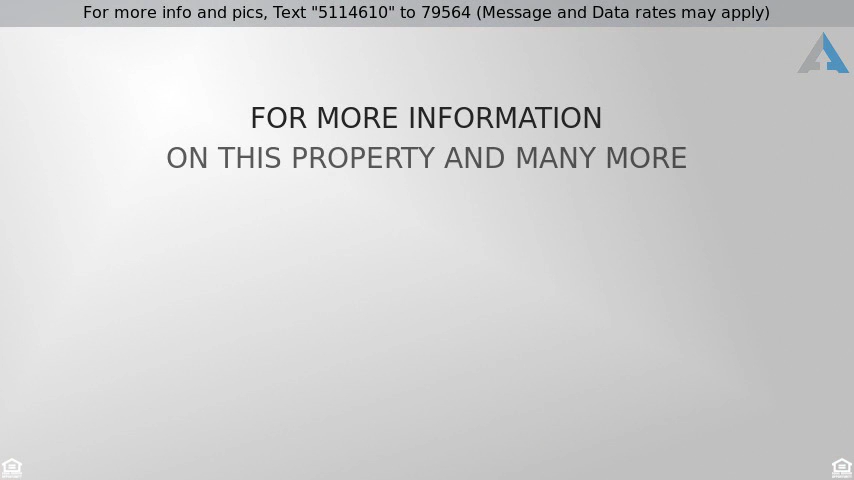 For more info and pics, Text "5114610" to 79564 (Message and Data rates may apply)
FOR MORE INFORMATION
ON THIS PROPERTY AND MANY MORE